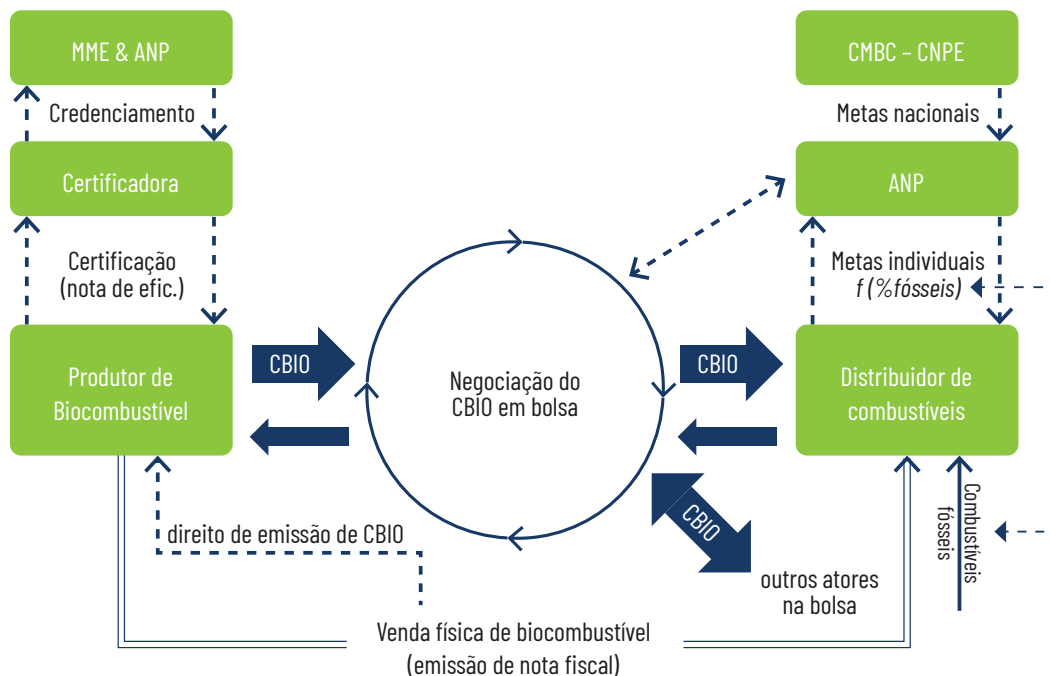 MME & ANP
Credenciamento
Certificadora
Certificação
(nota de efic.)
Produtor de
Biocombustível
CBIO
Negociação do
CBIO em bolsa
CBIO
CMBC – CNPE
Metas nacionais
ANP
Metas individuais
f (%fósseis)
Distribuidor de
combustíveis
Combustíveis
fósseis
CBIO
outros atores
na bolsa
direito de emissão de CBIO
Venda física de biocombustível
(emissão de nota fiscal)